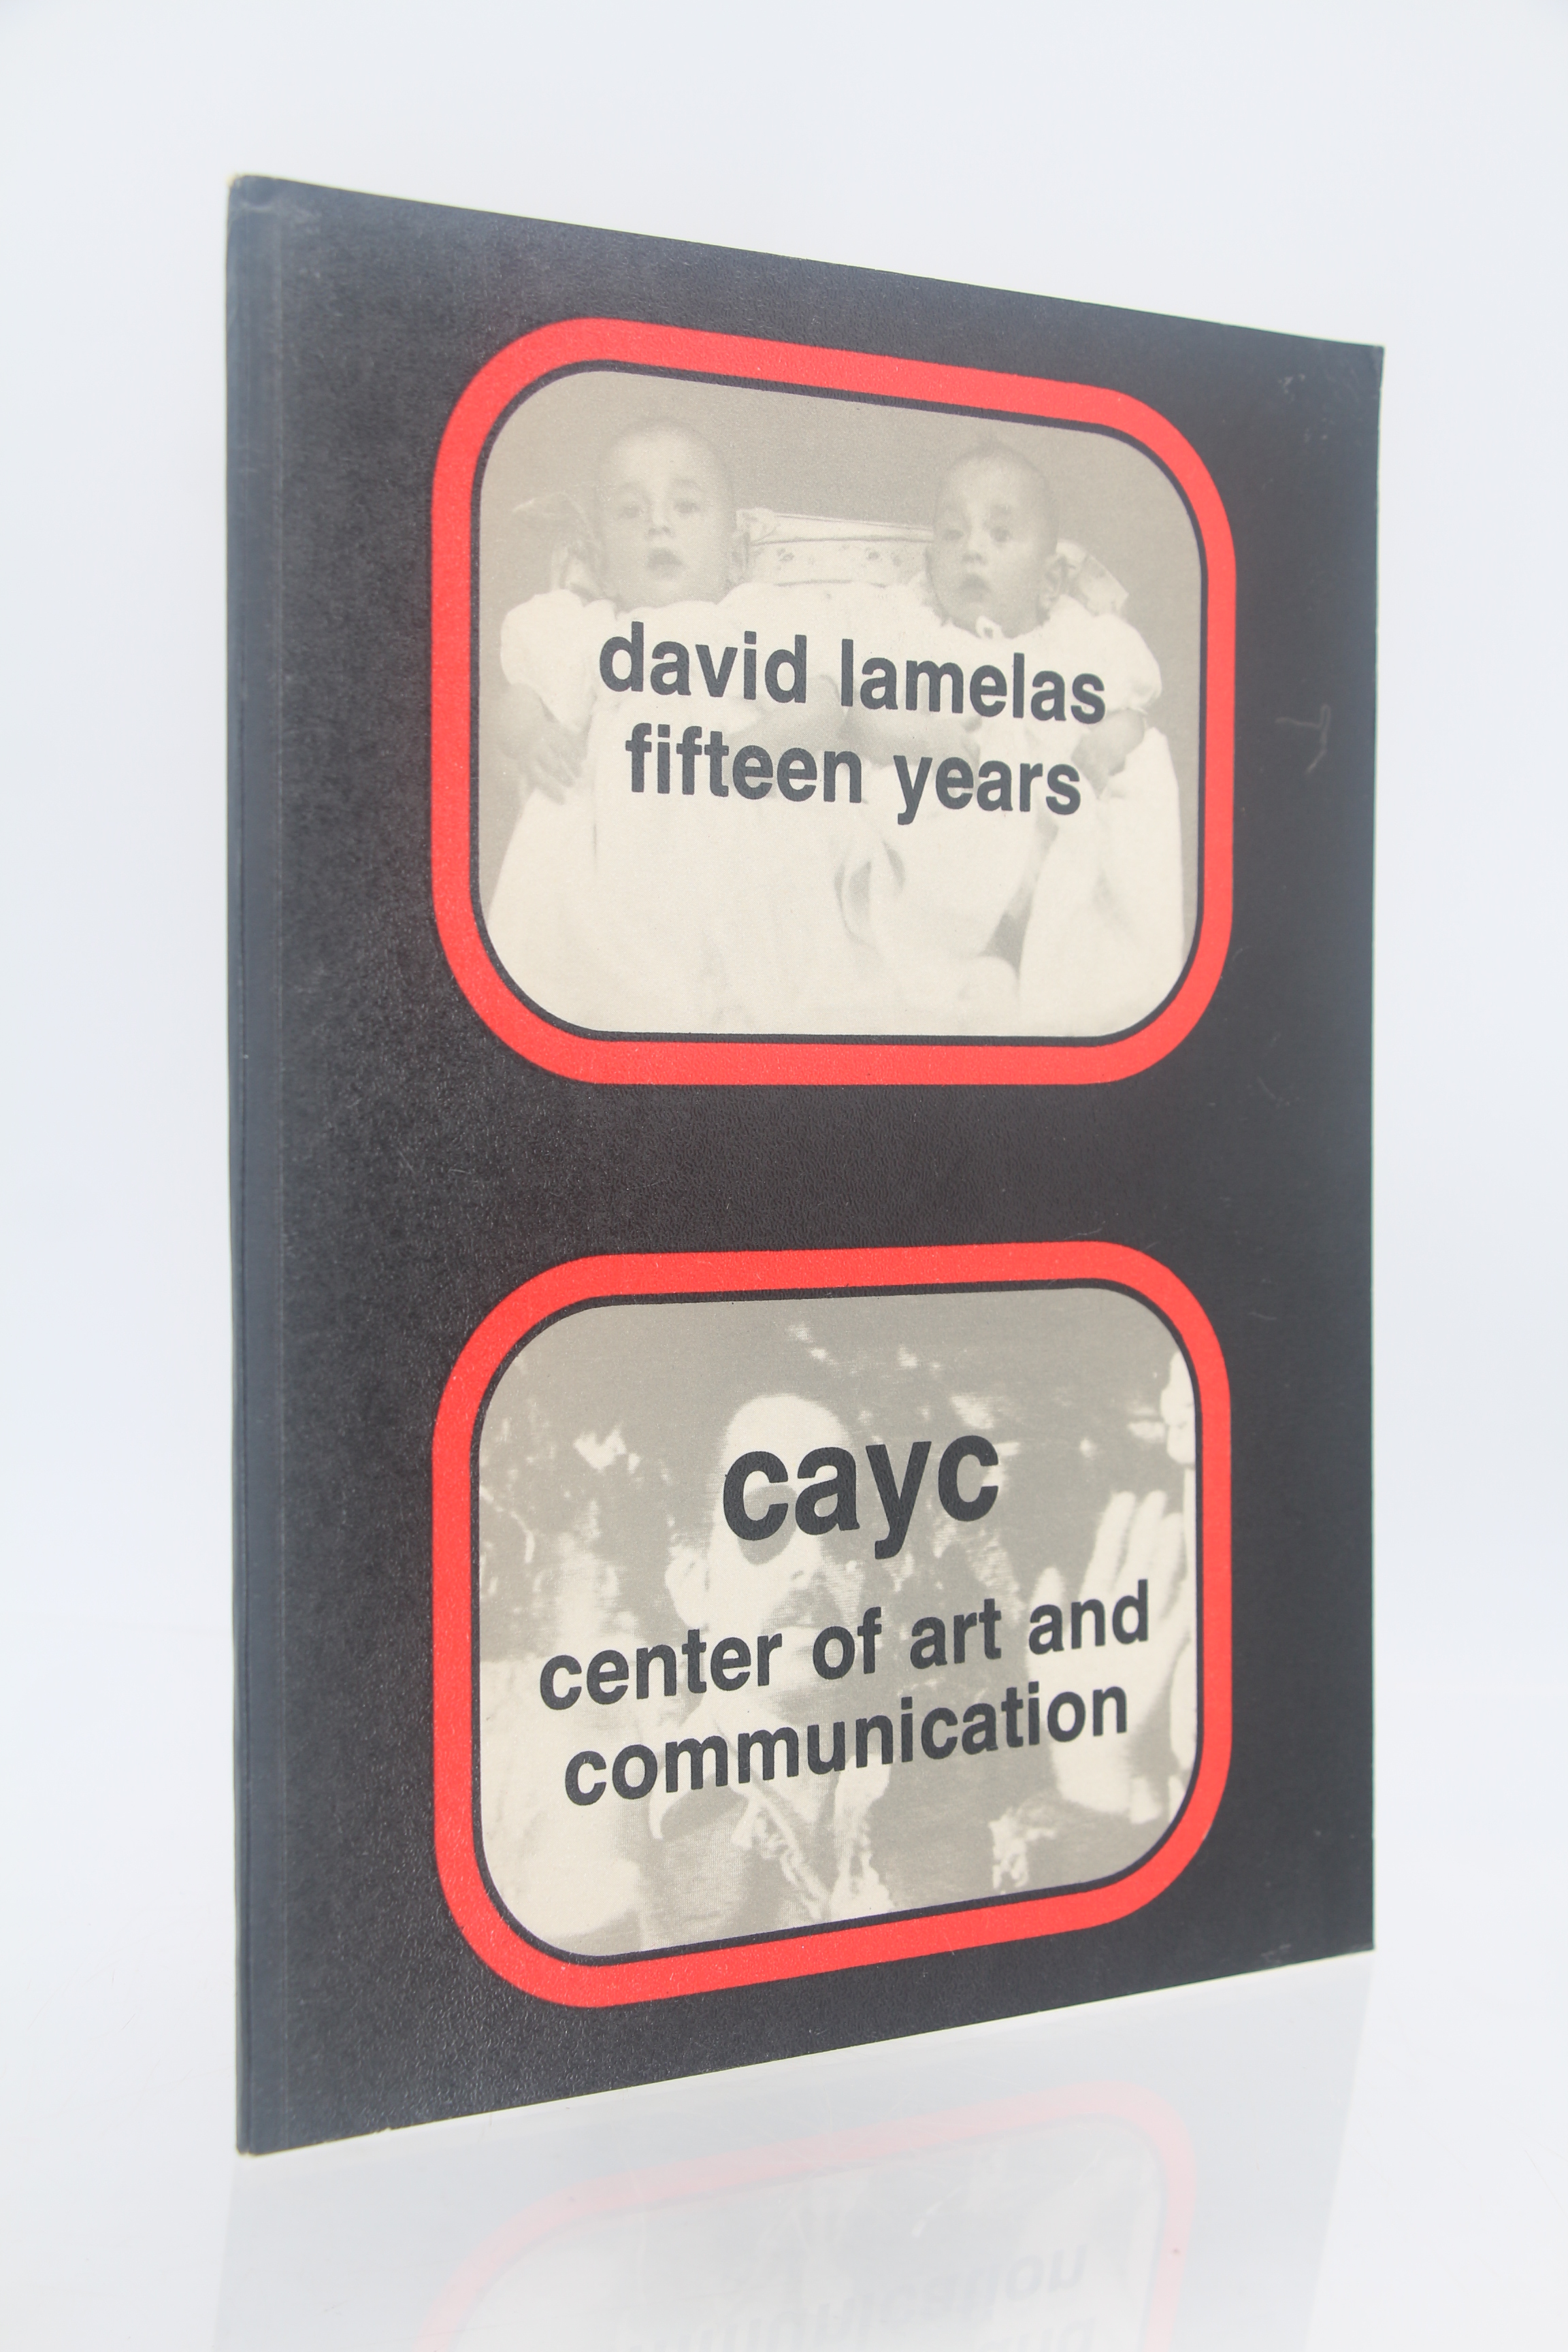 david lamelas
fifteen years
cayc
center of art and
communication